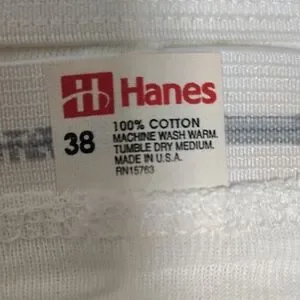 Hanes
38
100% COTTON
MACHINE WASH WARM.
TUMBLE DRY MEDIUM.
MADE IN U.S.A.
RN15763